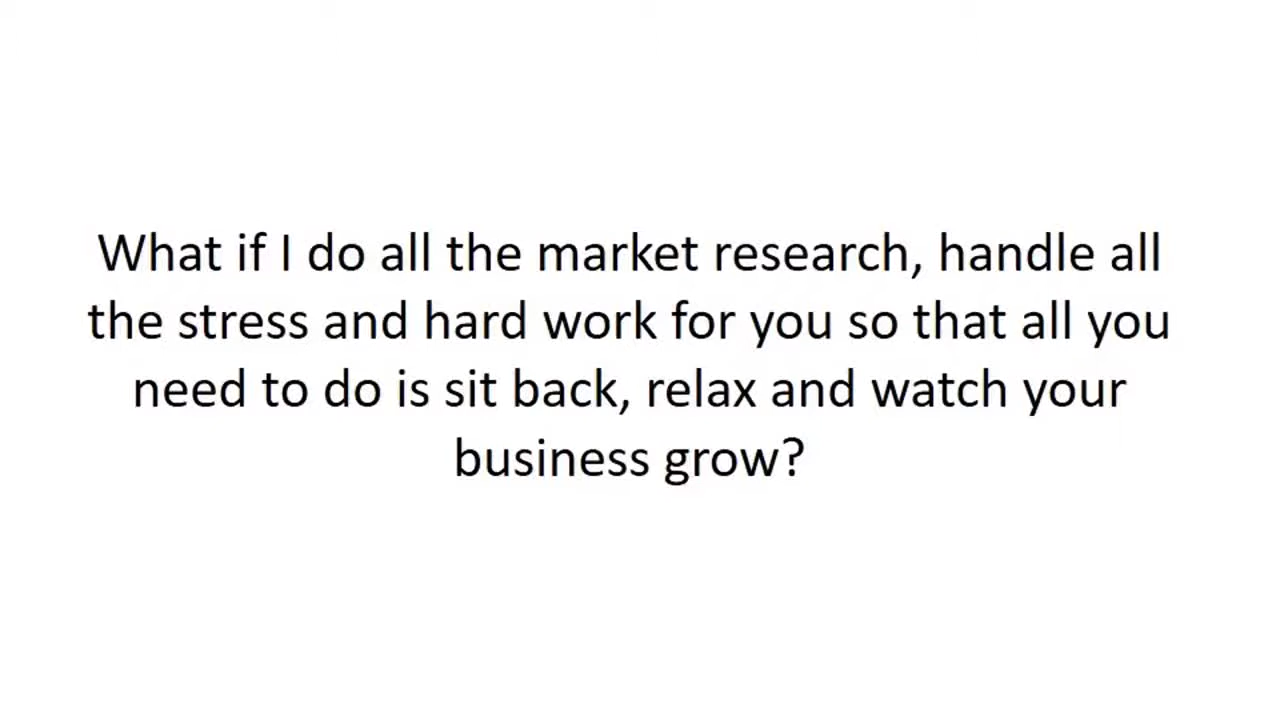 What if I do all the market research, handle all
the stress and hard work for you so that all you
need to do is sit back, relax and watch your
business grow?